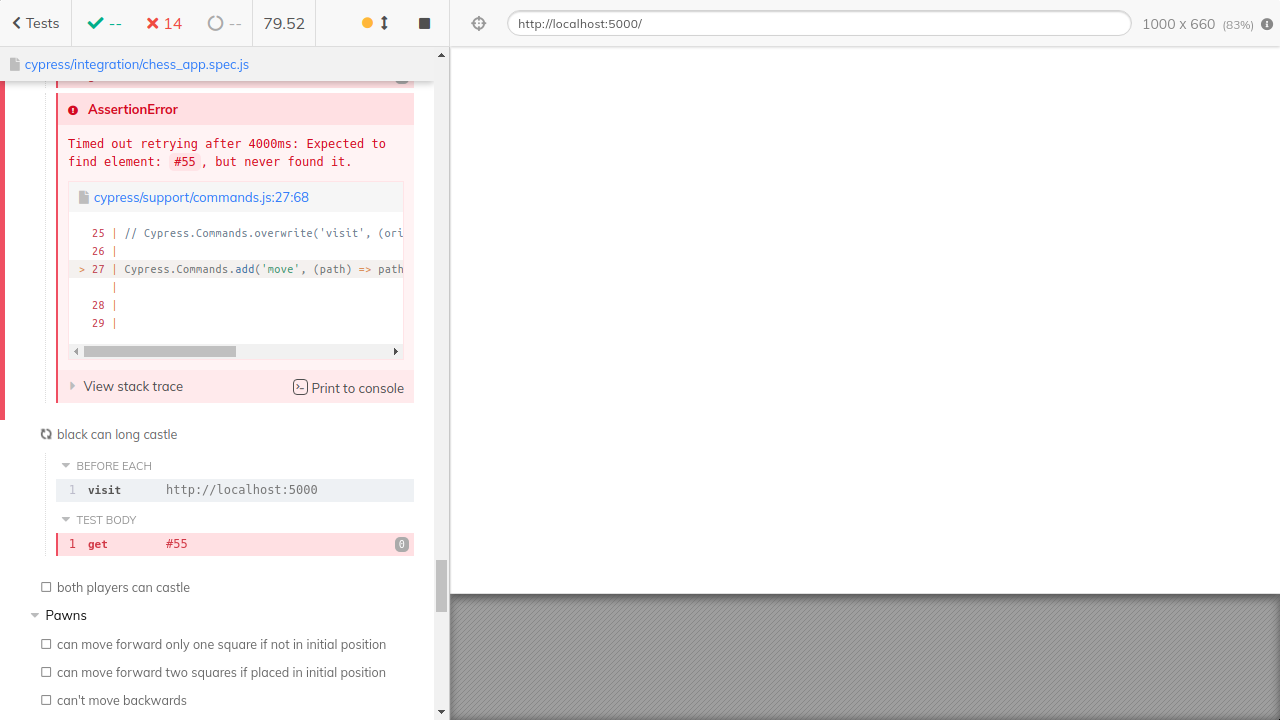 Tests -- 14 -- 79.52
http://localhost:5000/ 1000 x 660 (83%)
cypress/integration/chess_app.spec.js
AssertionError
Timed out retrying after 4000ms: Expected to
find element: #55, but never found it.
cypress/support/commands.js:27:68
25 | // Cypress.Commands.overwrite('visit', (ori
26 |
> 27 | Cypress.Commands.add('move', (path) => path
|
28 |
29 |
View stack trace Print to console
black can long castle
BEFORE EACH
1 visit http://localhost:5000
TEST BODY
1 get #55 0
both players can castle
Pawns
can move forward only one square if not in initial position
can move forward two squares if placed in initial position
can't move backwards